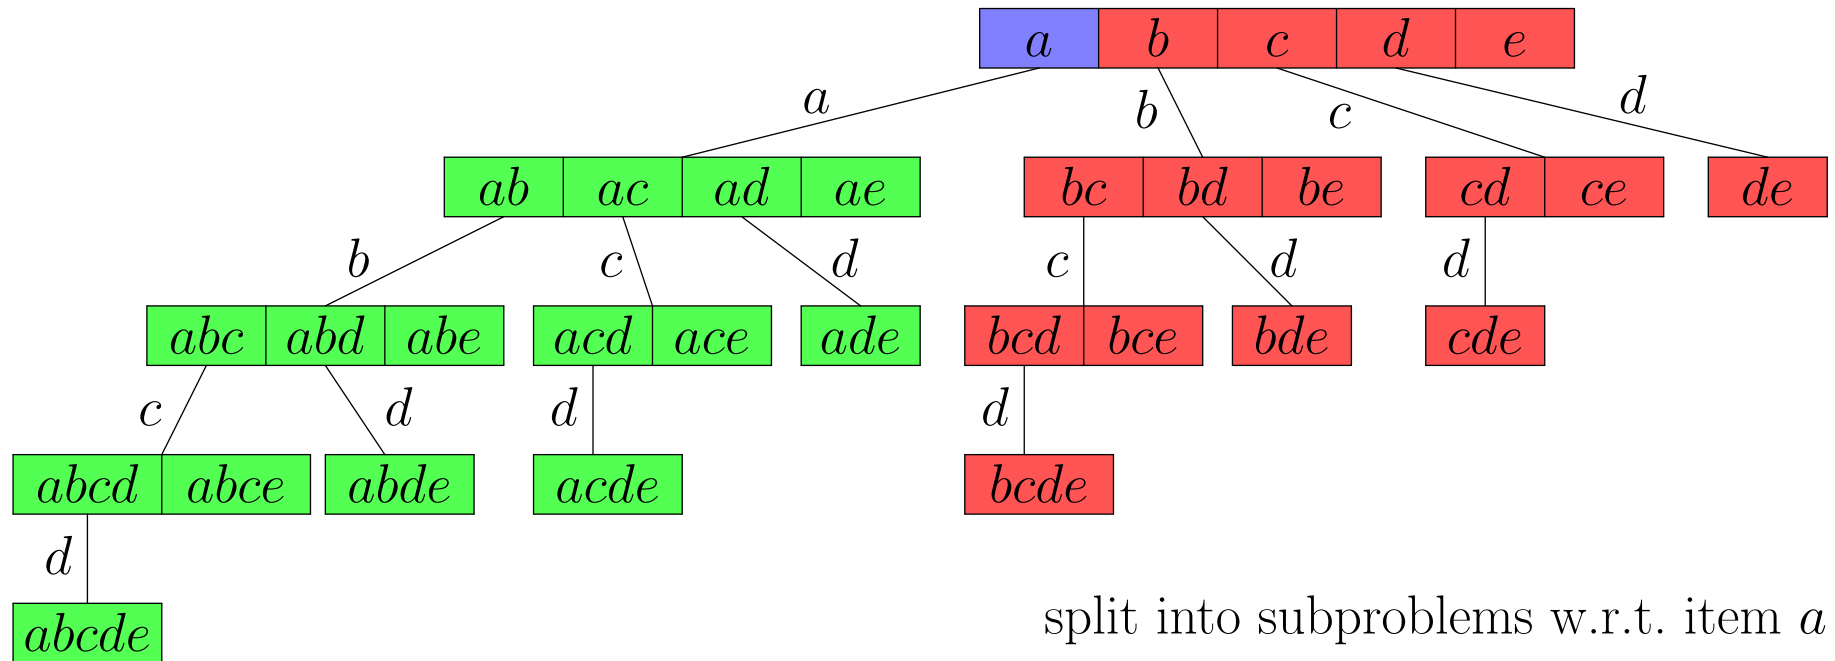 a b c d e
a b c d
ab ac ad ae bc bd be cd ce de
b c d c d d
abc abd abe acd ace ade bcd bce bde cde
c d d d
abcd abce abde acde bcde
d
split into subproblems w.r.t. item a
abcde